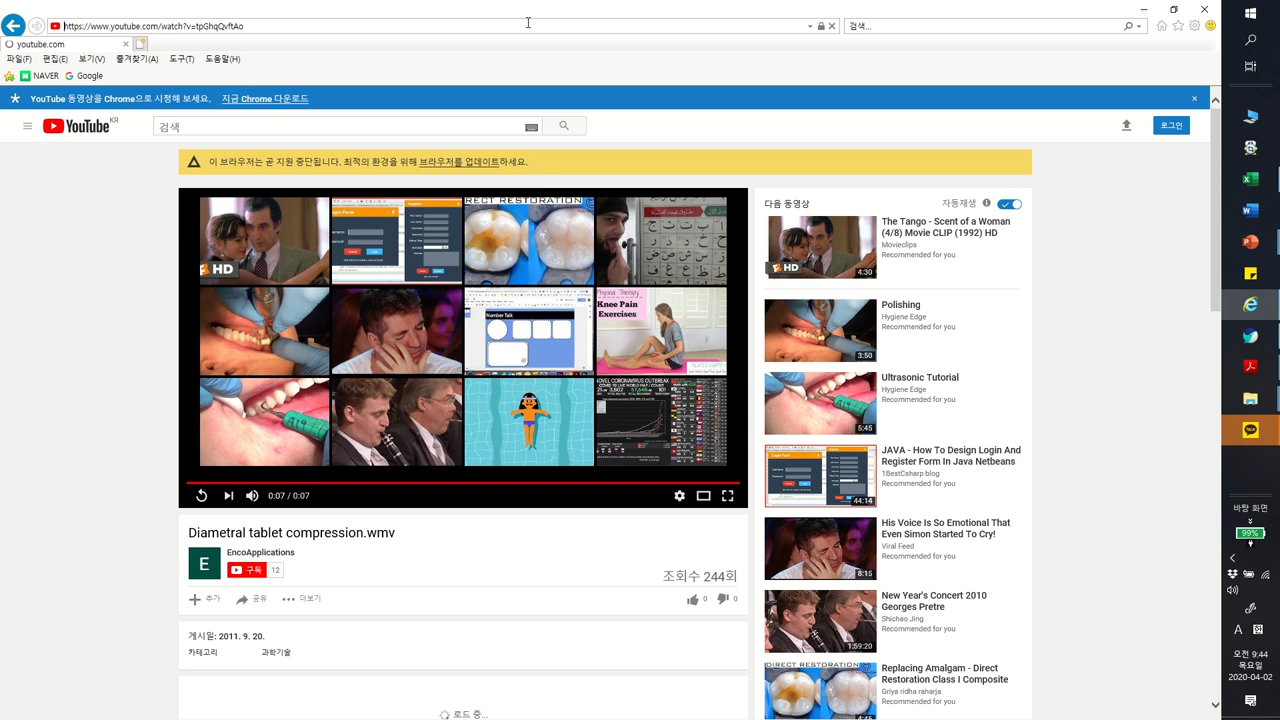 https://www.youtube.com/watch?v=tpGhqQvftAo
검색...
youtube.com
파일(F) 편집(E) 보기(V) 즐겨찾기(A) 도구(T) 도움말(H)
NAVER Google
YouTube 동영상을 Chrome으로 시청해 보세요. 지금 Chrome 다운로드
YouTube KR
검색
로그인
이 브라우저는 곧 지원 중단됩니다. 최적의 환경을 위해 브라우저를 업데이트하세요.
HD
Register
DIRECT RESTORATION
Number Talk
Physical Therapy
Knee Pain
Exercises
NOVEL CORONAVIRUS OUTBREAK
0:07 / 0:07
Diametral tablet compression.wmv
E
EncoApplications
구독 12
조회수 244회
추가 공유 더보기
0 0
게시일: 2011. 9. 20.
카테고리 과학기술
로드 중...
다음 동영상
자동재생
The Tango - Scent of a Woman
(4/8) Movie CLIP (1992) HD
Movieclips
Recommended for you
HD
4:30
Polishing
Hygiene Edge
Recommended for you
3:50
Ultrasonic Tutorial
Hygiene Edge
Recommended for you
5:45
JAVA - How To Design Login And
Register Form In Java Netbeans
1BestCsharp blog
Recommended for you
44:14
His Voice Is So Emotional That
Even Simon Started To Cry!
Viral Feed
Recommended for you
8:15
New Year's Concert 2010
Georges Pretre
Shichao Jing
Recommended for you
1:59:20
DIRECT RESTORATION
Replacing Amalgam - Direct
Restoration Class I Composite
Griya ridha raharja
Recommended for you
4:46
TALK
바탕 화면
99%
A
오전 9:44
목요일
2020-04-02